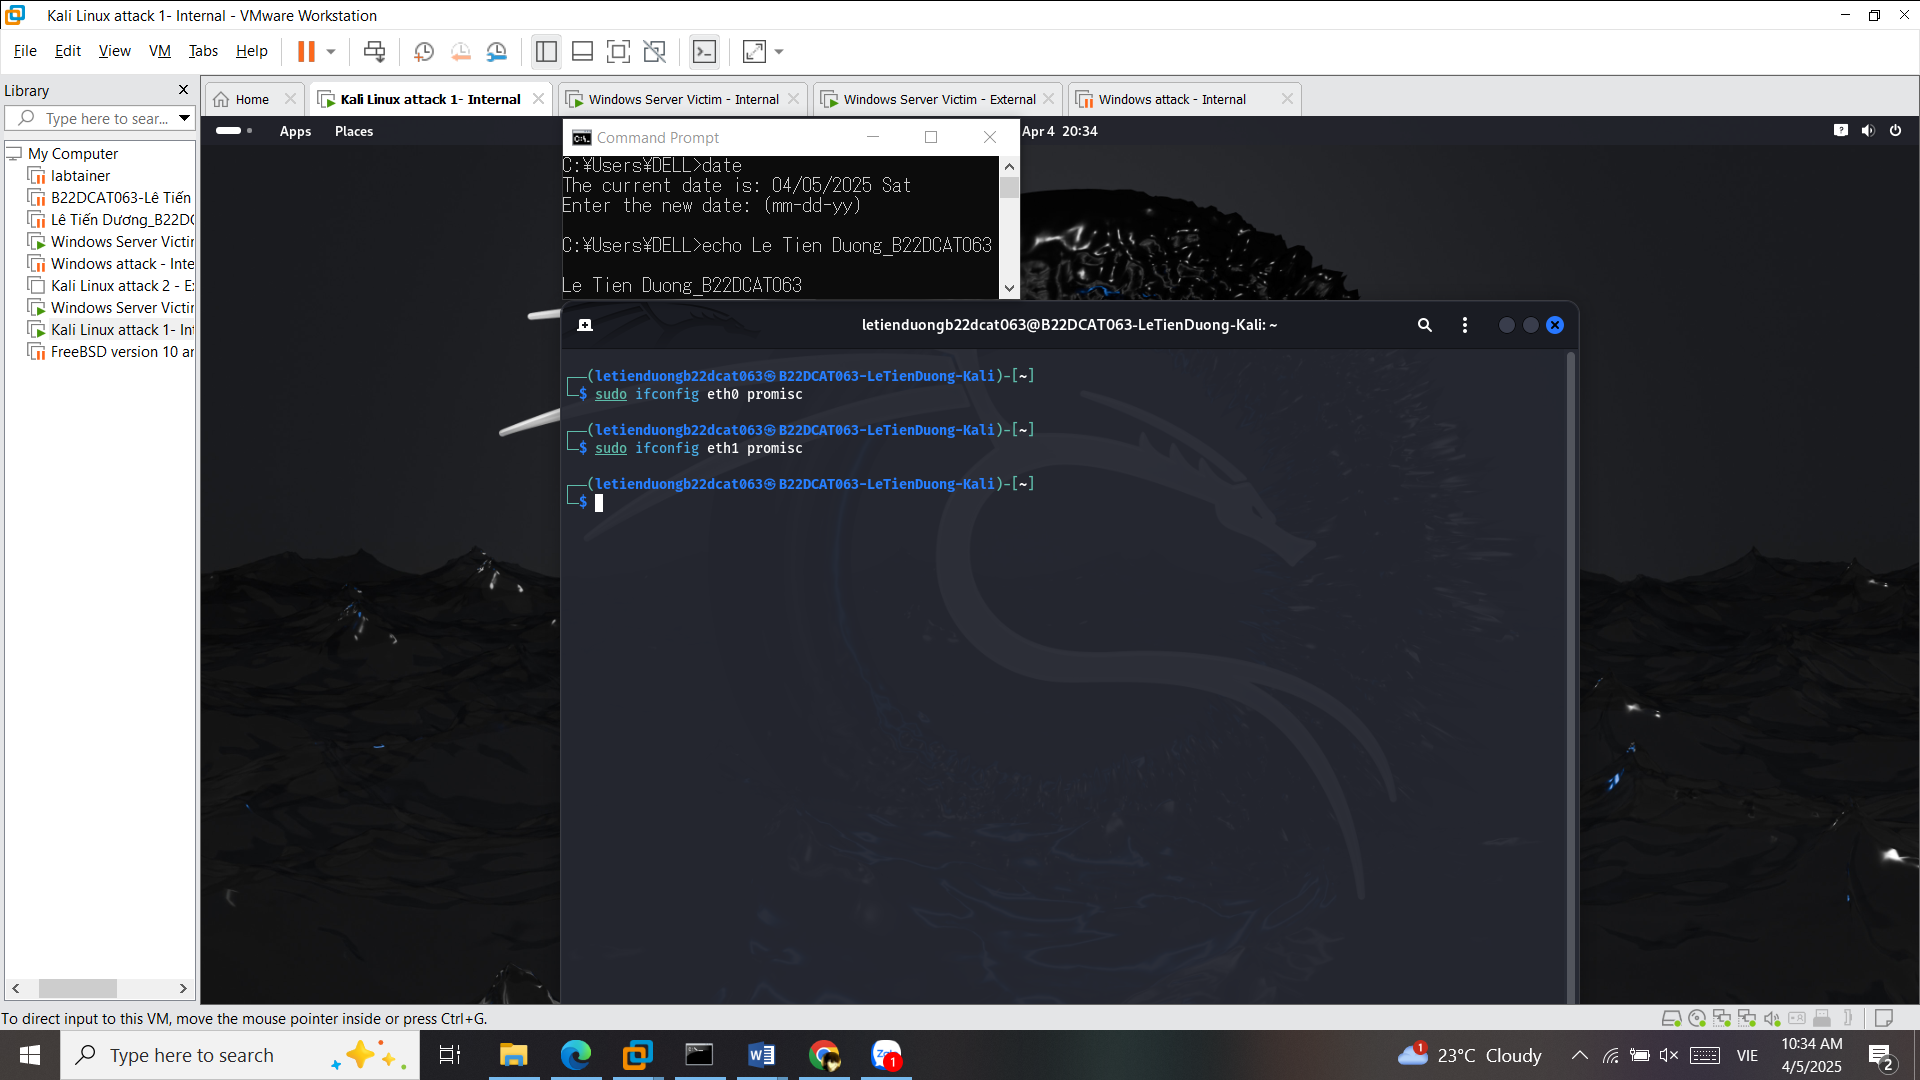 Kali Linux attack 1- Internal - VMware Workstation
File Edit View VM Tabs Help
Library
Type here to sear...
My Computer
labtainer
B22DCAT063-Lê Tiến
Lê Tiến Dương_B22DC
Windows Server Victir
Windows attack - Inte
Kali Linux attack 2 - E
Windows Server Victir
Kali Linux attack 1- Int
FreeBSD version 10 ar
Home
Kali Linux attack 1- Internal
Windows Server Victim - Internal
Windows Server Victim - External
Windows attack - Internal
Apps Places
Apr 4 20:34
Command Prompt
C:¥Users¥DELL>date
The current date is: 04/05/2025 Sat
Enter the new date: (mm-dd-yy)
C:¥Users¥DELL>echo Le Tien Duong_B22DCAT063
Le Tien Duong_B22DCAT063
letienduongb22dcat063@B22DCAT063-LeTienDuong-Kali: ~
┌──(letienduongb22dcat063㉿B22DCAT063-LeTienDuong-Kali)-[~]
└─$ sudo ifconfig eth0 promisc
┌──(letienduongb22dcat063㉿B22DCAT063-LeTienDuong-Kali)-[~]
└─$ sudo ifconfig eth1 promisc
┌──(letienduongb22dcat063㉿B22DCAT063-LeTienDuong-Kali)-[~]
└─$
To direct input to this VM, move the mouse pointer inside or press Ctrl+G.
Type here to search
1
1
23°C Cloudy
VIE
10:34 AM
4/5/2025
2